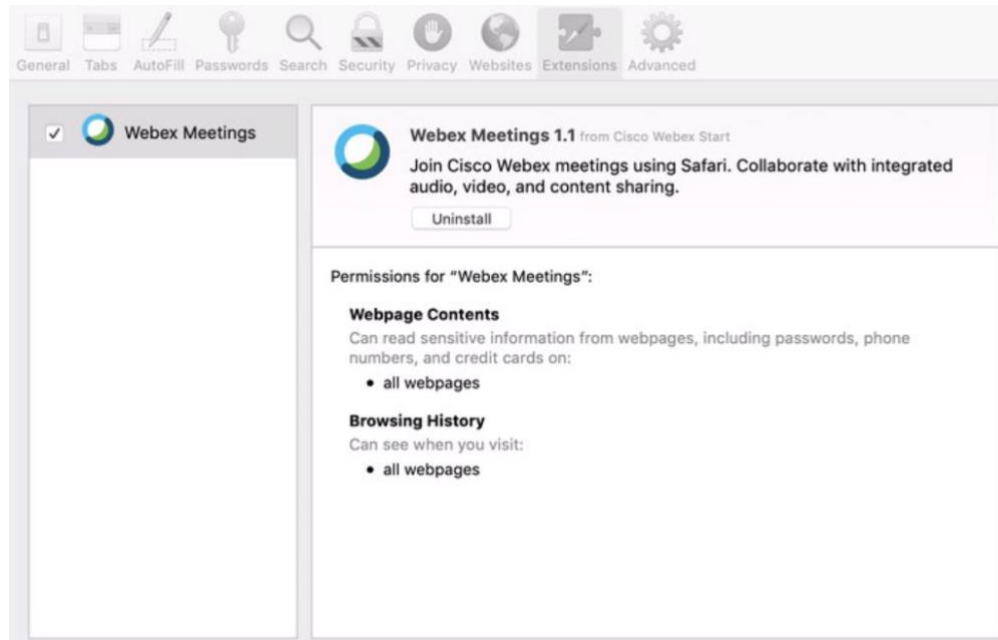 General Tabs AutoFill Passwords Search Security Privacy Websites Extensions Advanced
Webex Meetings
Webex Meetings 1.1 from Cisco Webex Start
Join Cisco Webex meetings using Safari. Collaborate with integrated
audio, video, and content sharing.
Uninstall
Permissions for “Webex Meetings”:
Webpage Contents
Can read sensitive information from webpages, including passwords, phone
numbers, and credit cards on:
• all webpages
Browsing History
Can see when you visit:
• all webpages